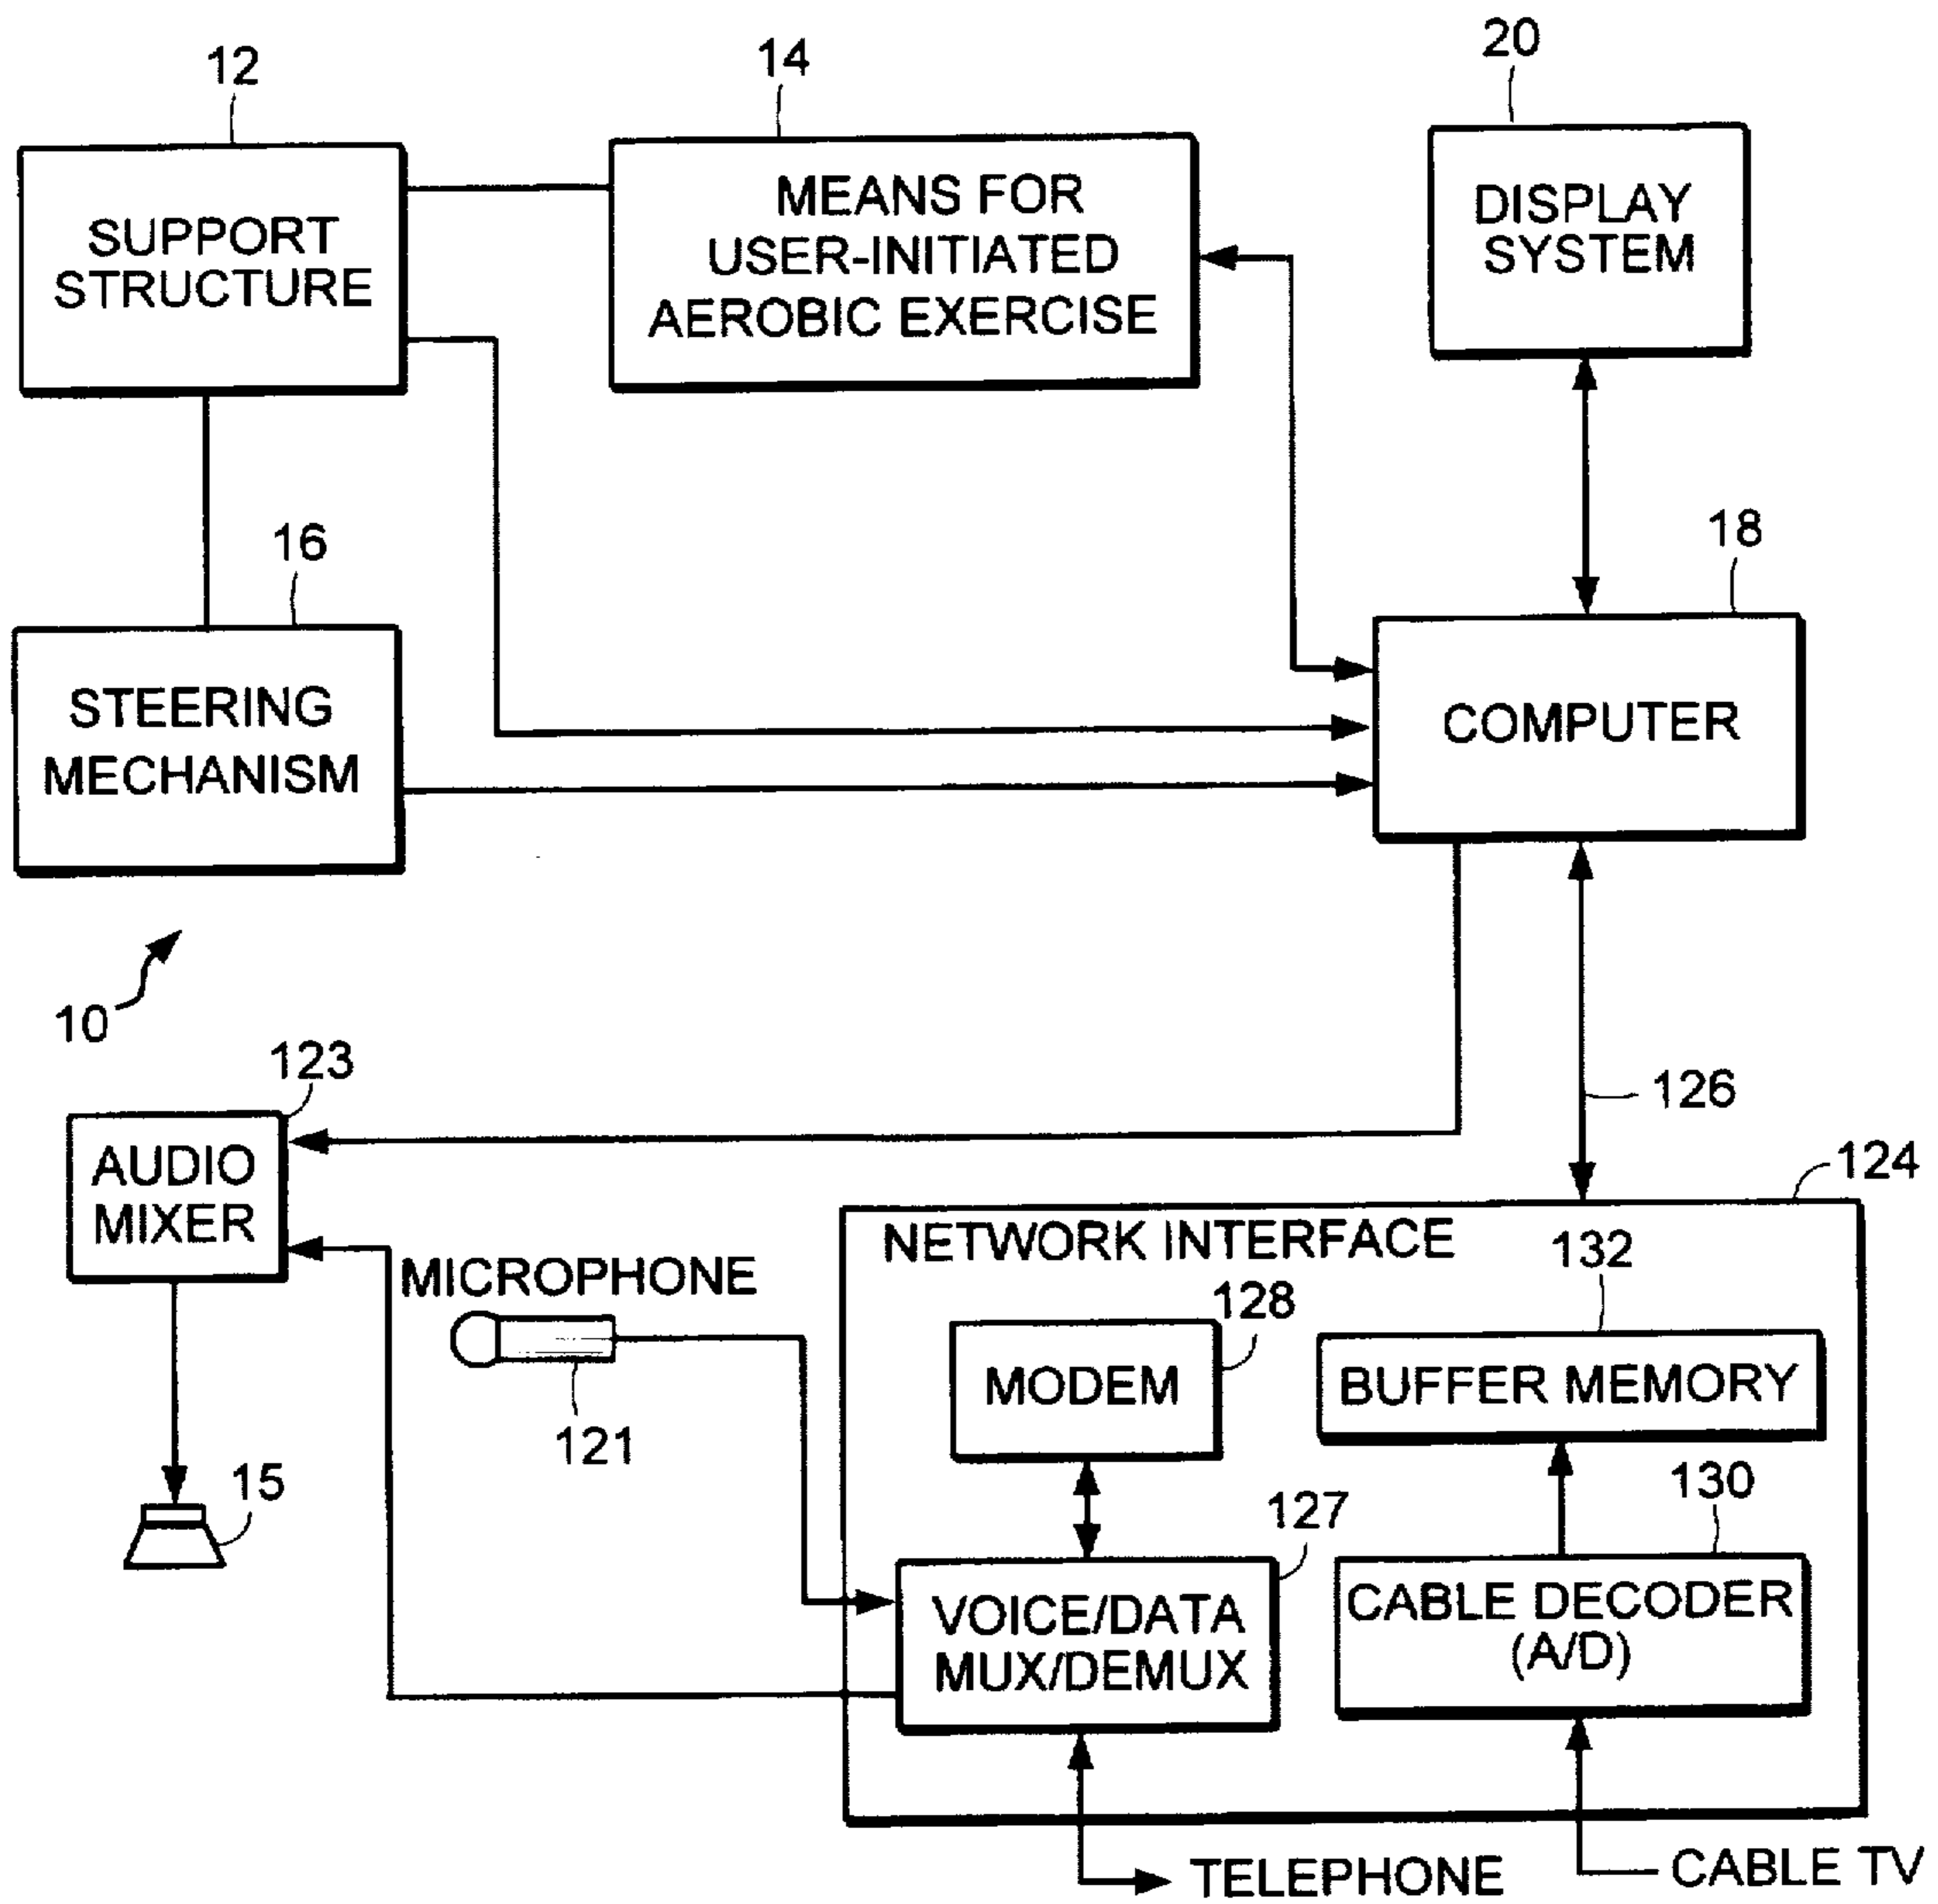 12
14
20
SUPPORT
STRUCTURE
MEANS FOR
USER-INITIATED
AEROBIC EXERCISE
DISPLAY
SYSTEM
16
18
STEERING
MECHANISM
COMPUTER
10
123
126
AUDIO
MIXER
124
NETWORK INTERFACE
MICROPHONE
121
128
132
MODEM
BUFFER MEMORY
15
127
130
VOICE/DATA
MUX/DEMUX
CABLE DECODER
(A/D)
TELEPHONE
CABLE TV